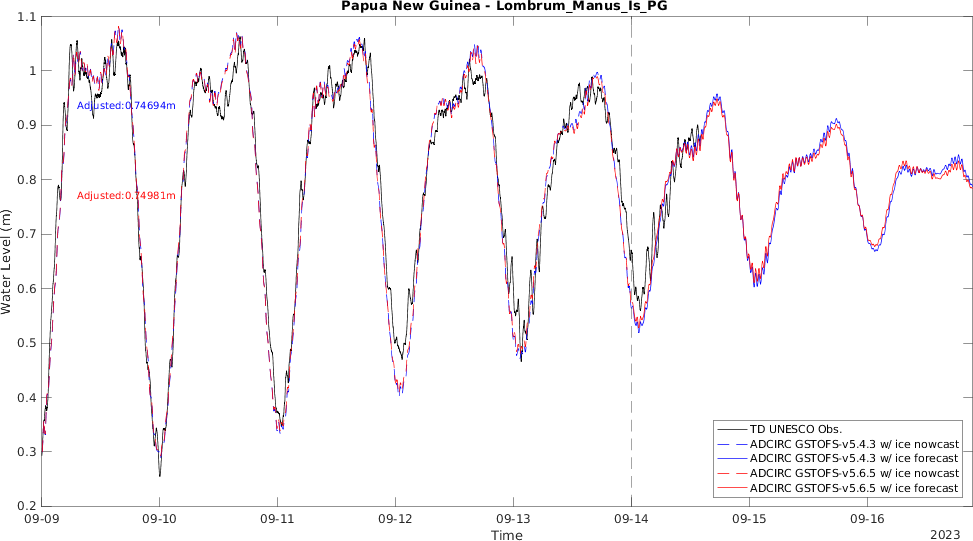 Papua New Guinea - Lombrum_Manus_Is_PG
1.1
1
0.9
0.8
0.7
0.6
0.5
0.4
0.3
0.2
Water Level (m)
Adjusted:0.74694m
Adjusted:0.74981m
TD UNESCO Obs.
ADCIRC GSTOFS-v5.4.3 w/ ice nowcast
ADCIRC GSTOFS-v5.4.3 w/ ice forecast
ADCIRC GSTOFS-v5.6.5 w/ ice nowcast
ADCIRC GSTOFS-v5.6.5 w/ ice forecast
09-09 09-10 09-11 09-12 09-13 09-14 09-15 09-16
Time
2023